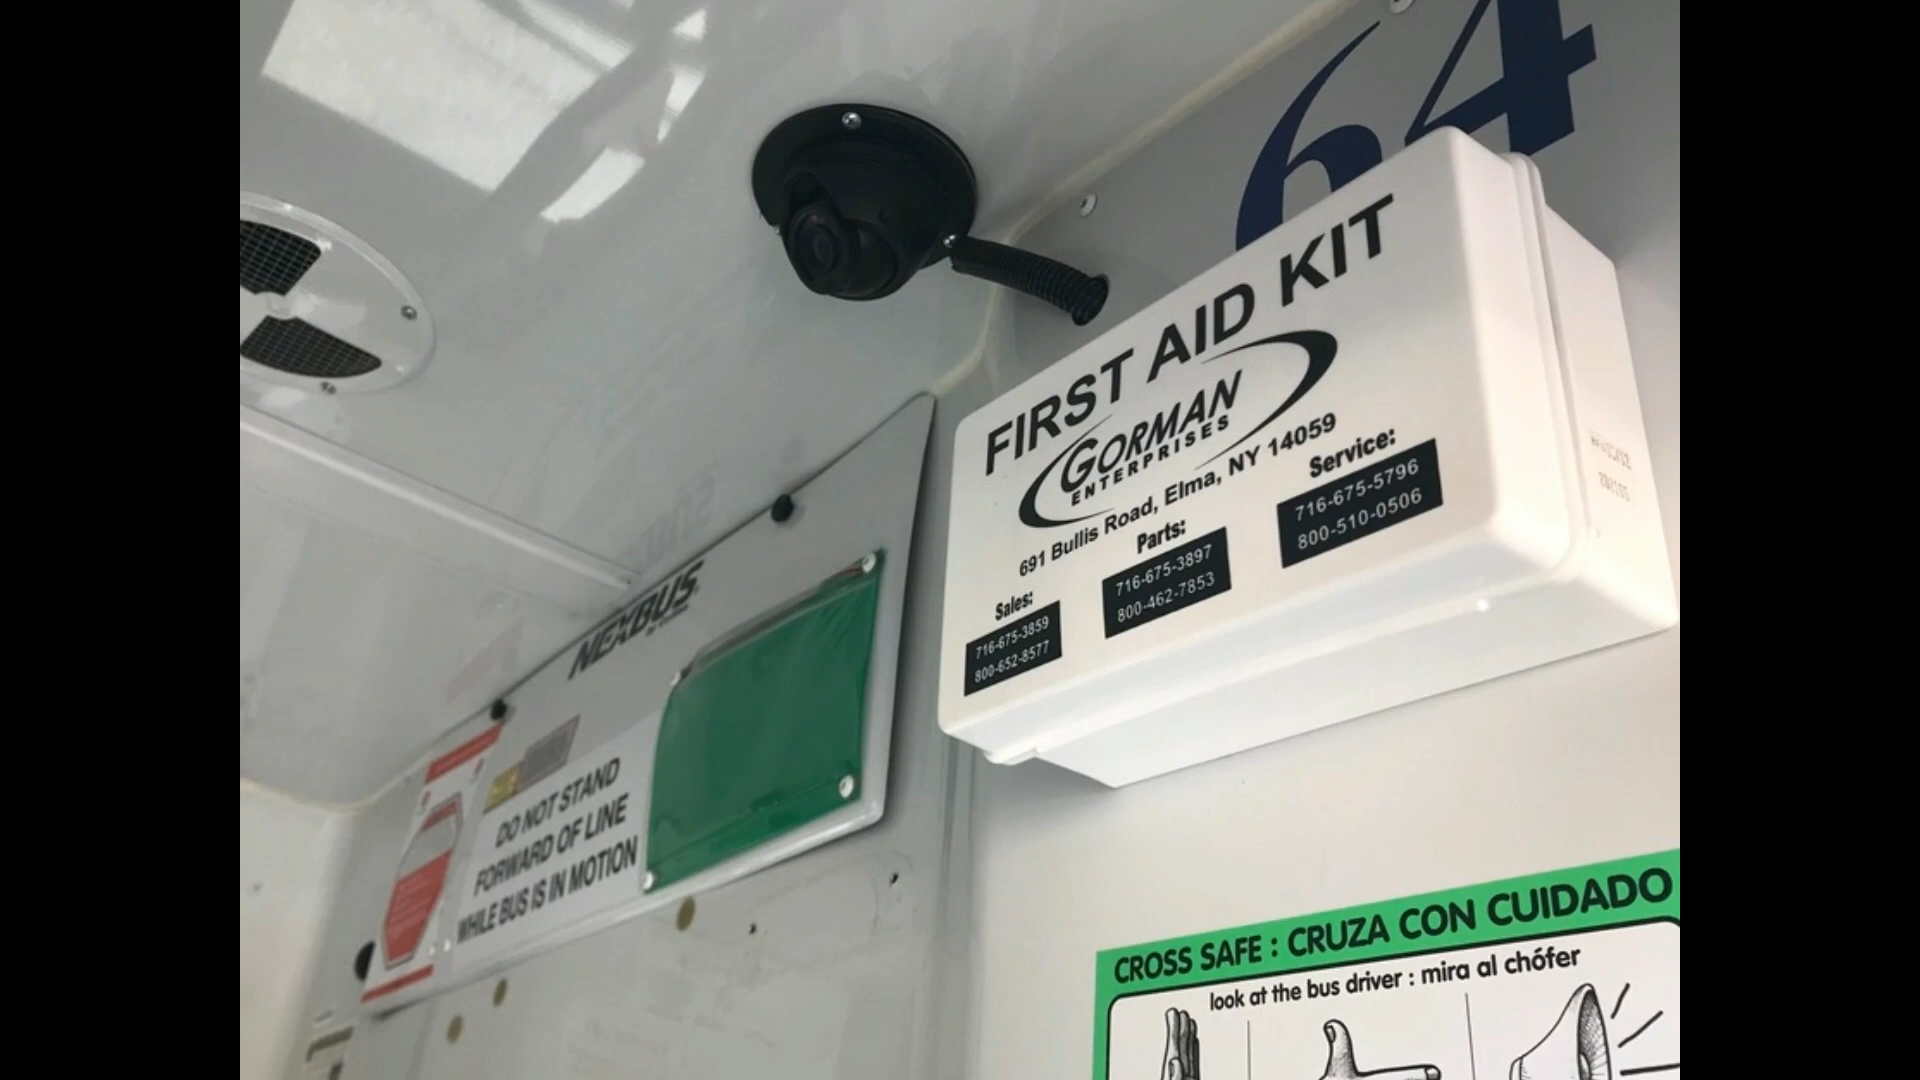 64
FIRST AID KIT
GORMAN
ENTERPRISES
691 Bullis Road, Elma, NY 14059
Sales:
716-675-3859
800-652-8577
Parts:
716-675-3897
800-462-7853
Service:
716-675-5796
800-510-0506
NEXBUS
DO NOT STAND
FORWARD OF LINE
WHILE BUS IS IN MOTION
CROSS SAFE : CRUZA CON CUIDADO
look at the bus driver : mira al chófer